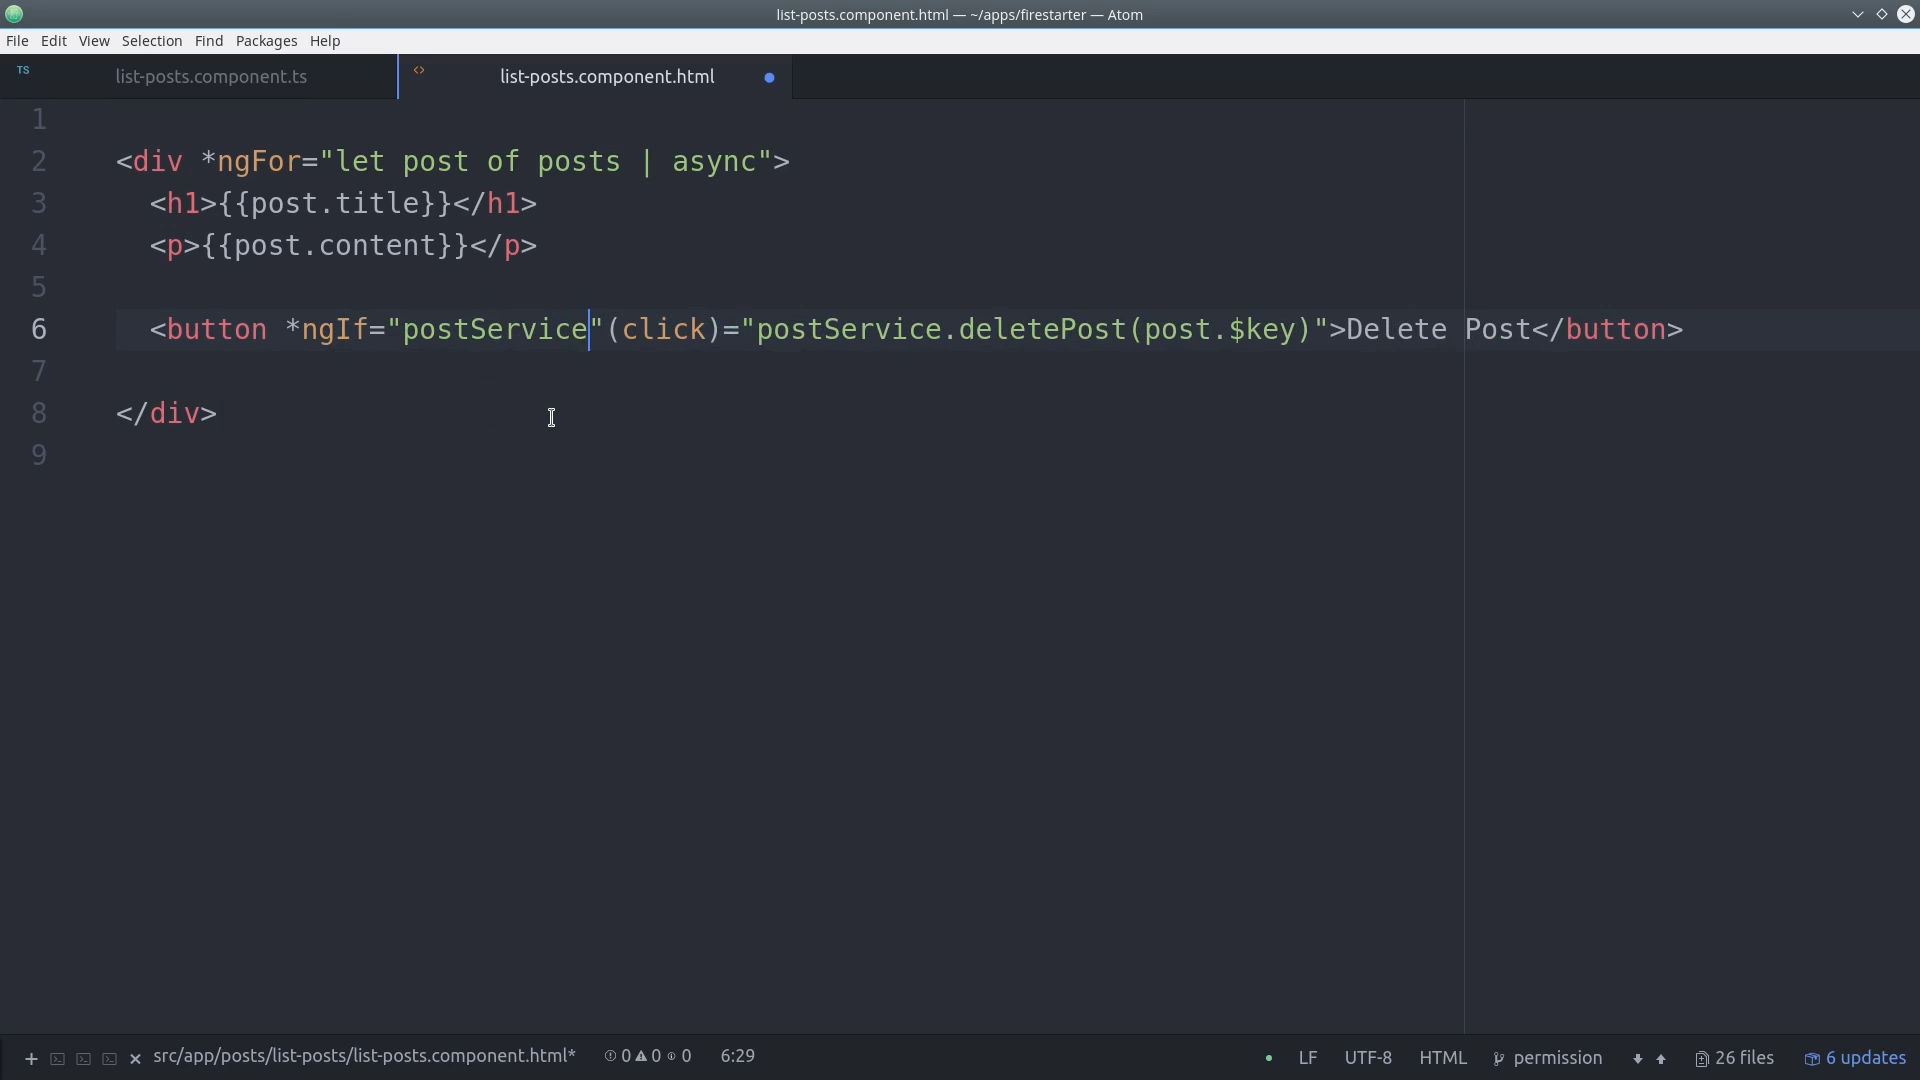 list-posts.component.html — ~/apps/firestarter — Atom
File Edit View Selection Find Packages Help
TS list-posts.component.ts <> list-posts.component.html
1
2 <div *ngFor="let post of posts | async">
3 <h1>{{post.title}}</h1>
4 <p>{{post.content}}</p>
5
6 <button *ngIf="postService"(click)="postService.deletePost(post.$key)">Delete Post</button>
7
8 </div>
9
src/app/posts/list-posts/list-posts.component.html* 0 0 0 6:29 LF UTF-8 HTML permission 26 files 6 updates